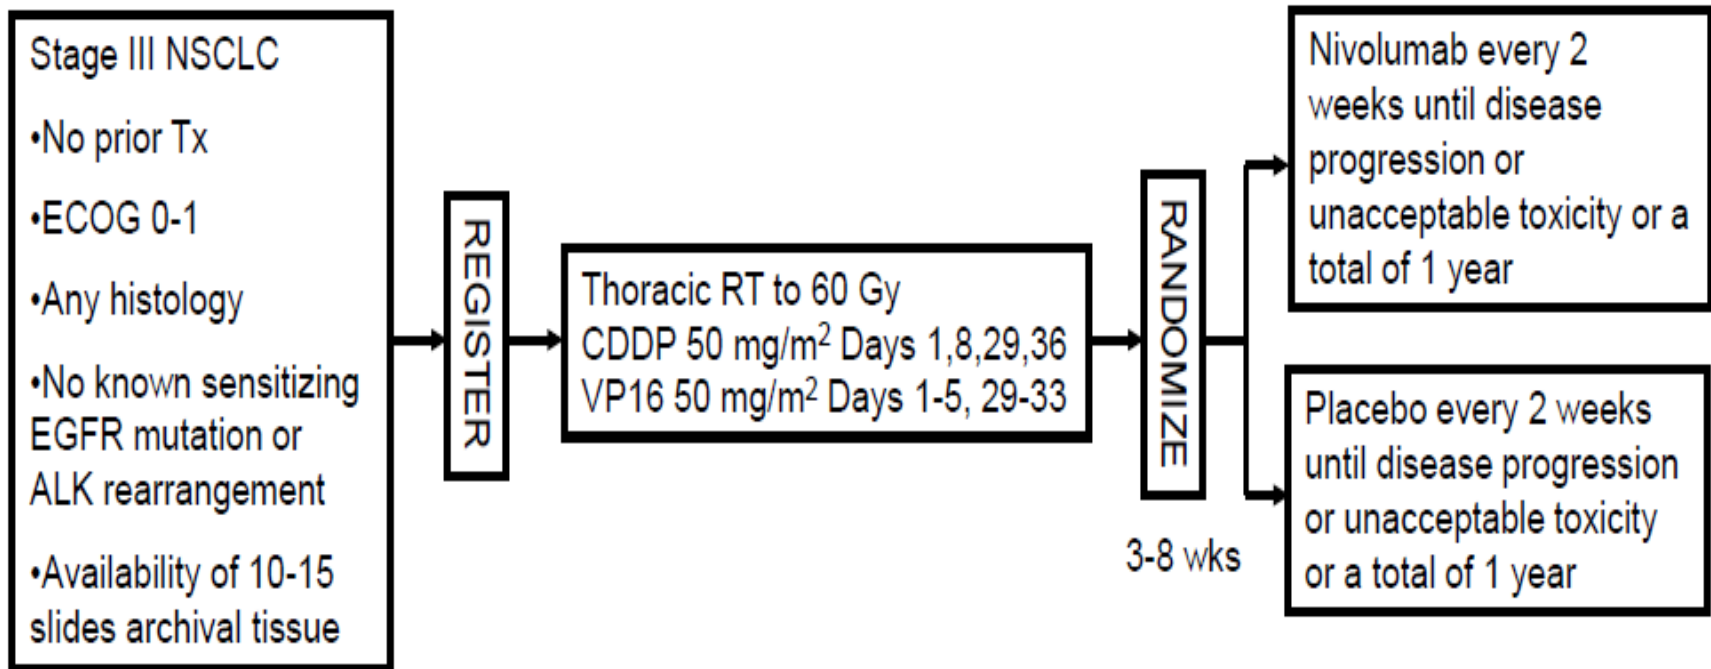 Stage III NSCLC
•No prior Tx
•ECOG 0-1
•Any histology
•No known sensitizing
EGFR mutation or
ALK rearrangement
•Availability of 10-15
slides archival tissue
REGISTER
Thoracic RT to 60 Gy
CDDP 50 mg/m² Days 1,8,29,36
VP16 50 mg/m² Days 1-5, 29-33
RANDOMIZE
3-8 wks
Nivolumab every 2
weeks until disease
progression or
unacceptable toxicity or a
total of 1 year
Placebo every 2 weeks
until disease progression
or unacceptable toxicity
or a total of 1 year